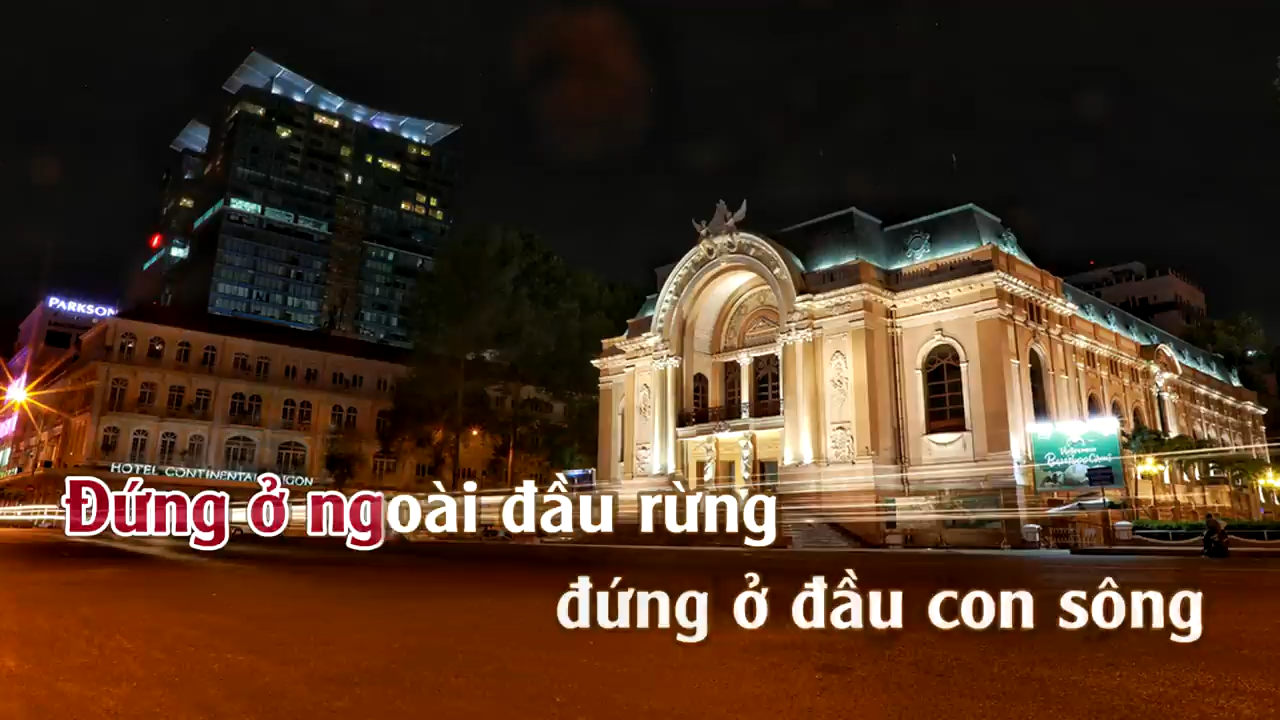 PARKSON
HOTEL CONTINENTAL SAIGON
Đứng ở ngoài đầu rừng
đứng ở đầu con sông